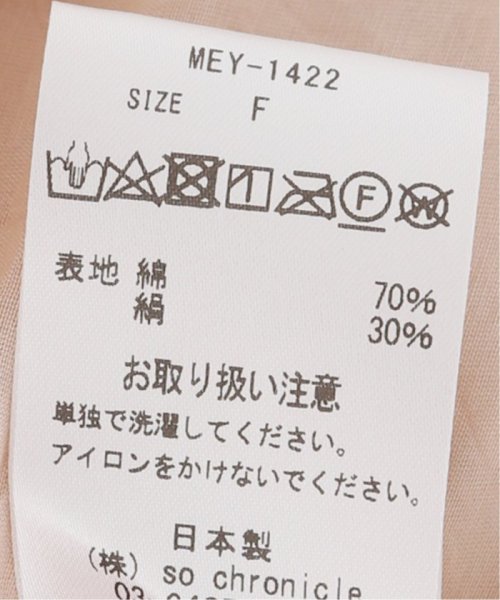 MEY-1422
SIZE F
F W
表地 綿 70%
絹 30%
お取り扱い注意
単独で洗濯してください。
アイロンをかけないでください。
日本製
(株) so chronicle